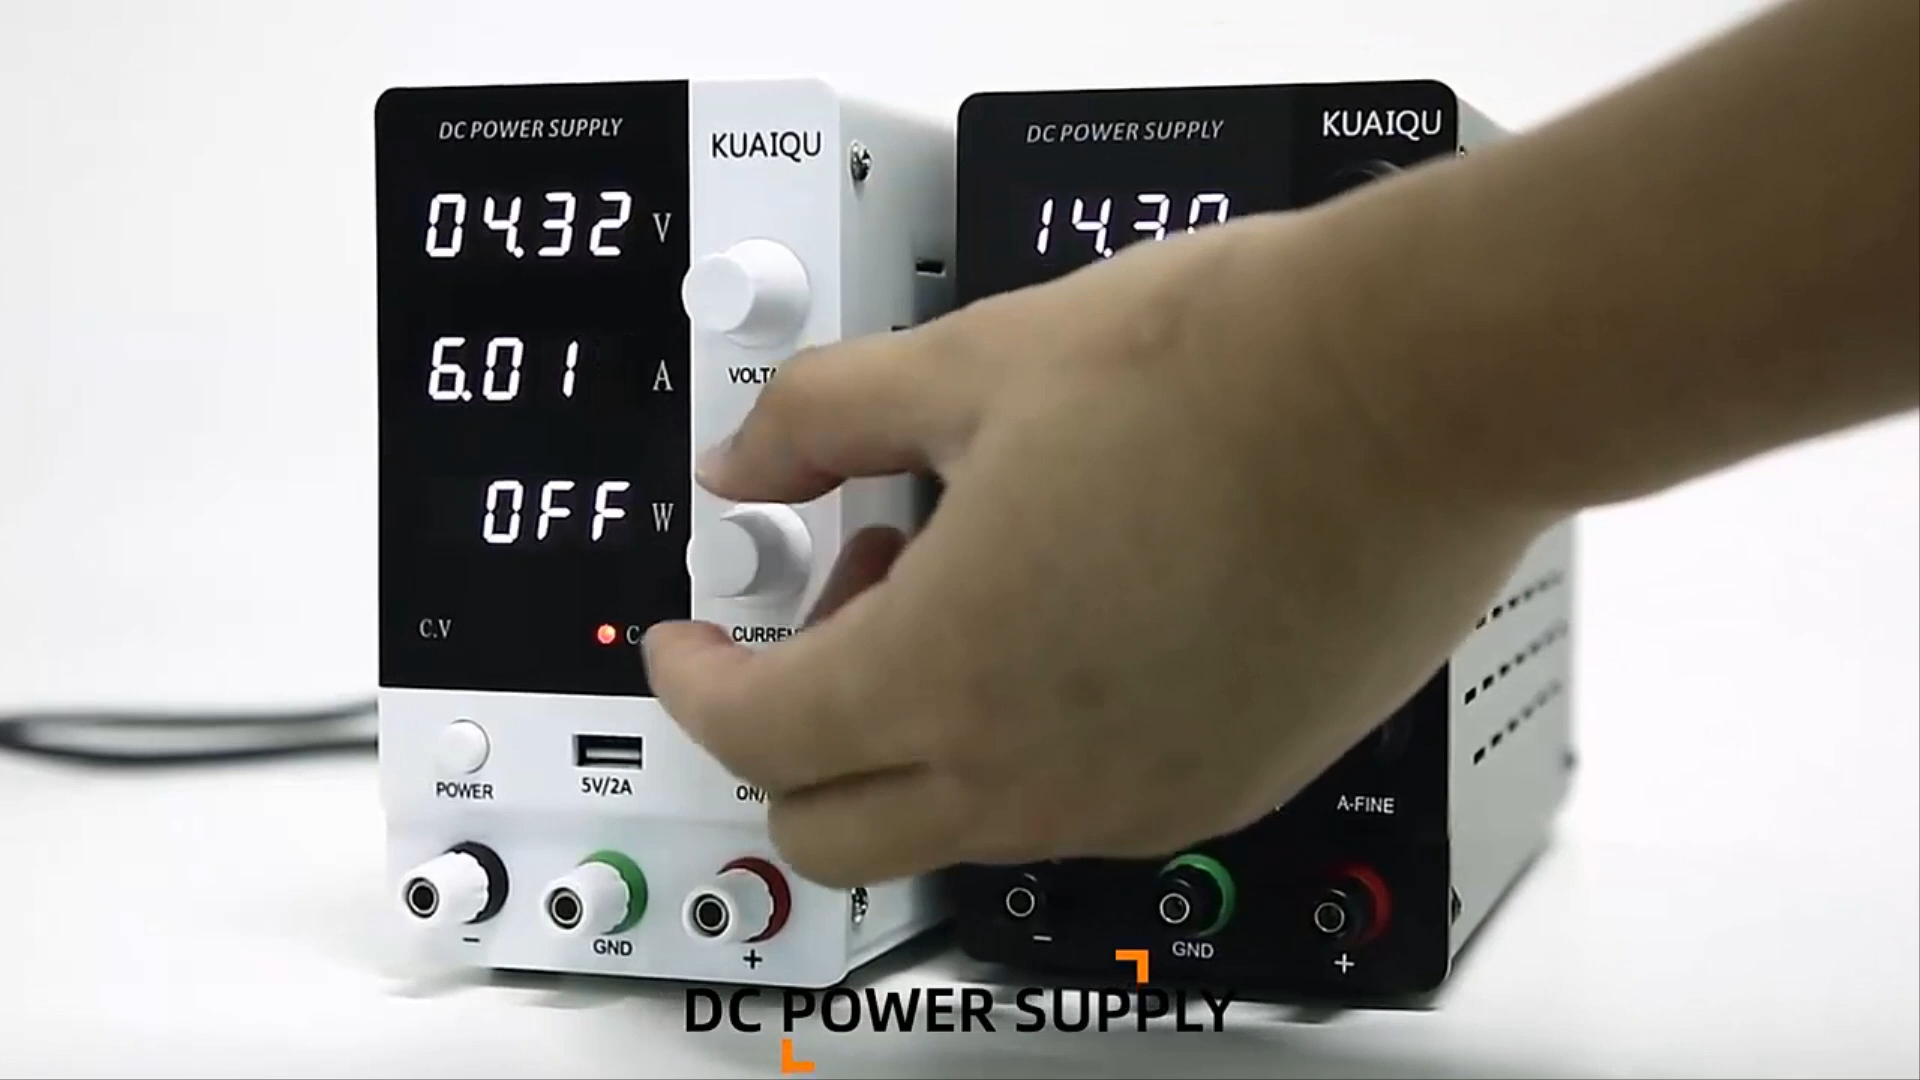 DC POWER SUPPLY
KUAIQU
04.32 V
6.01 A
OFF W
C.V
POWER
5V/2A
GND
- +
DC POWER SUPPLY
KUAIQU
A-FINE
GND
- +
DC POWER SUPPLY